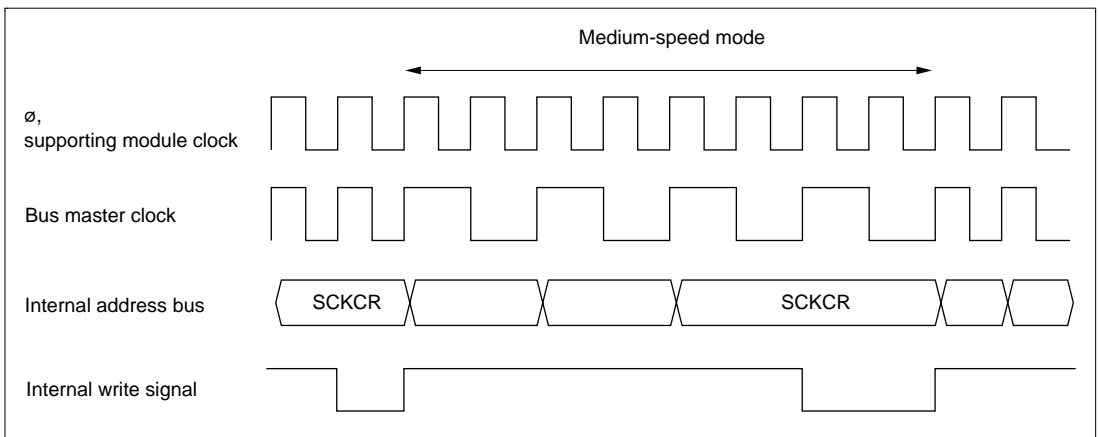 Medium-speed mode
ø,
supporting module clock
Bus master clock
Internal address bus
SCKCR
SCKCR
Internal write signal